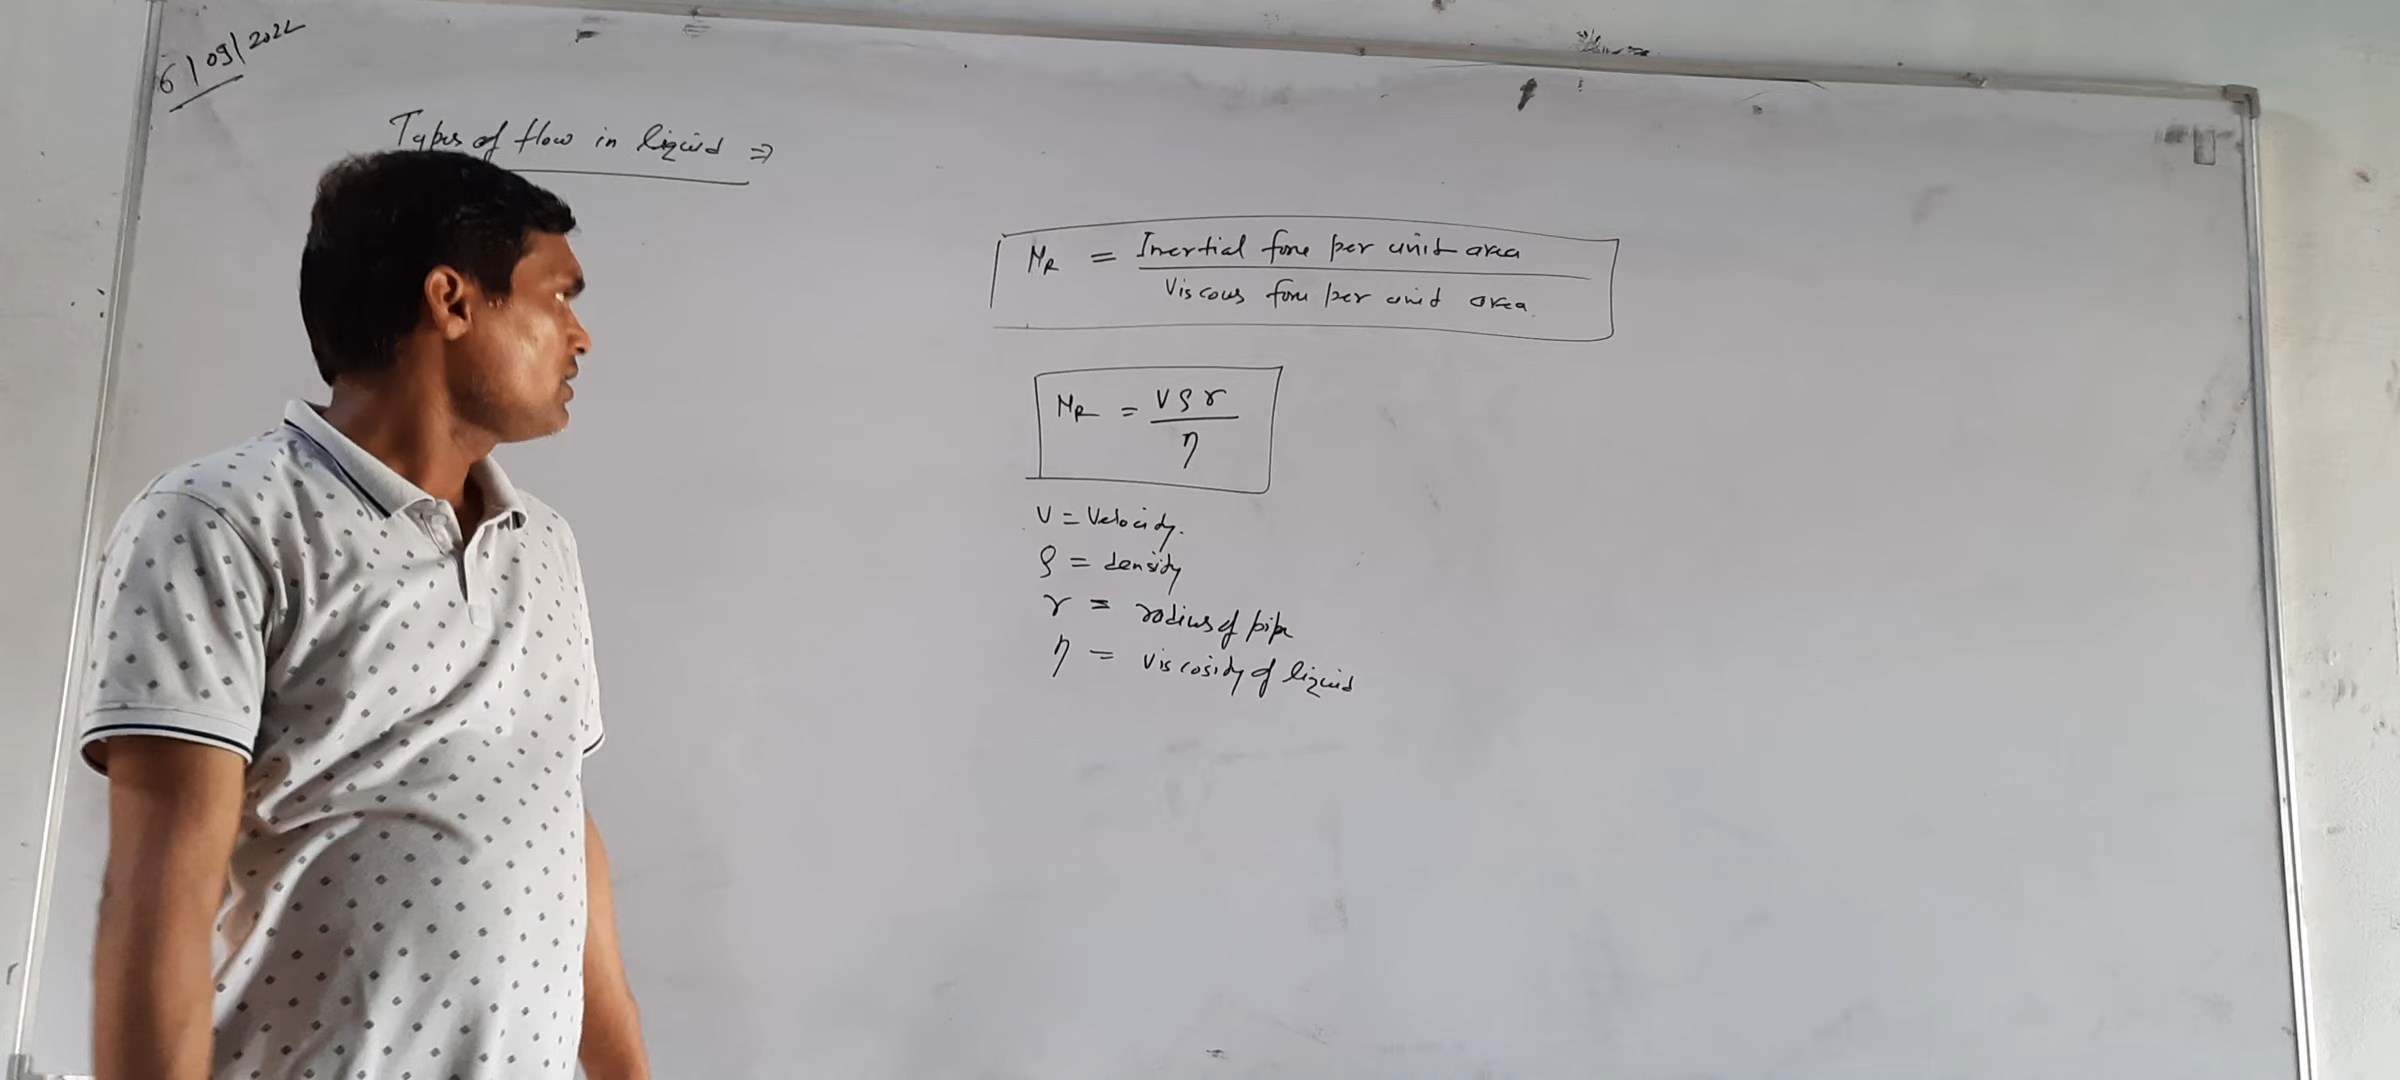 6/09/2022
Types of flow in liquid ⇒
NR = Inertial force per unit area
Viscous force per unit area
NR = vρr
η
v = Velocity.
ρ = density
r = radius of pipe
η = viscosity of liquid